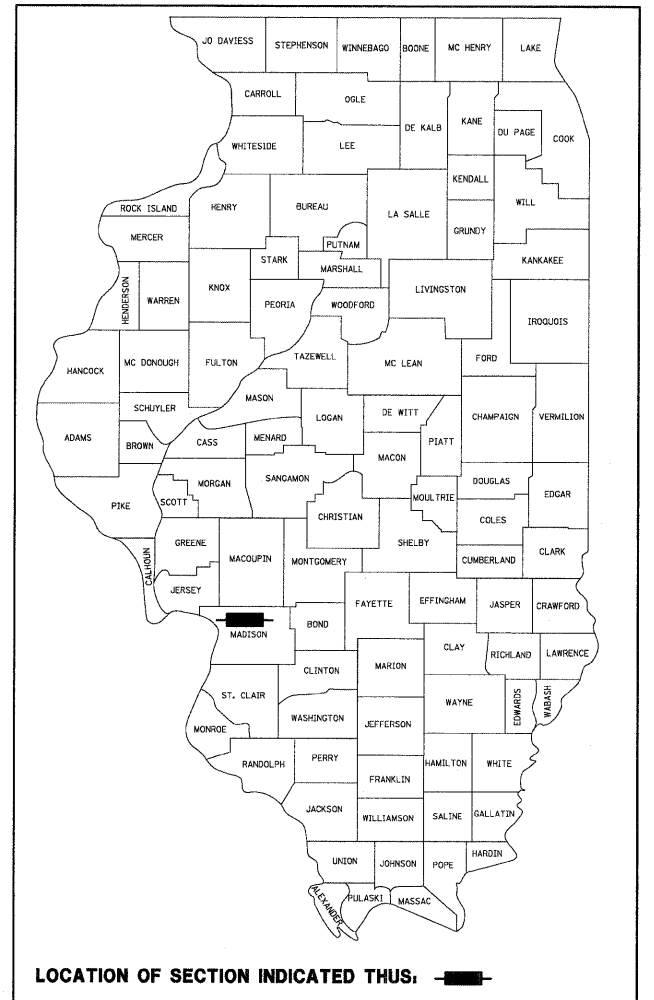 JO DAVIESS
STEPHENSON
WINNEBAGO
BOONE
MC HENRY
LAKE
CARROLL
OGLE
DE KALB
KANE
DU PAGE
COOK
WHITESIDE
LEE
KENDALL
ROCK ISLAND
HENRY
BUREAU
LA SALLE
GRUNDY
WILL
MERCER
PUTNAM
STARK
MARSHALL
KANKAKEE
HENDERSON
WARREN
KNOX
PEORIA
WOODFORD
LIVINGSTON
IROQUOIS
HANCOCK
MC DONOUGH
FULTON
TAZEWELL
MC LEAN
FORD
MASON
SCHUYLER
LOGAN
DE WITT
CHAMPAIGN
VERMILION
ADAMS
BROWN
CASS
MENARD
PIATT
MACON
MORGAN
SANGAMON
DOUGLAS
EDGAR
PIKE
SCOTT
CHRISTIAN
MOULTRIE
COLES
GREENE
MACOUPIN
MONTGOMERY
SHELBY
CUMBERLAND
CLARK
CALHOUN
JERSEY
FAYETTE
EFFINGHAM
JASPER
CRAWFORD
MADISON
BOND
CLAY
RICHLAND
LAWRENCE
CLINTON
MARION
ST. CLAIR
WAYNE
EDWARDS
WABASH
MONROE
WASHINGTON
JEFFERSON
RANDOLPH
PERRY
HAMILTON
WHITE
FRANKLIN
JACKSON
WILLIAMSON
SALINE
GALLATIN
UNION
JOHNSON
POPE
HARDIN
ALEXANDER
PULASKI
MASSAC
LOCATION OF SECTION INDICATED THUS: